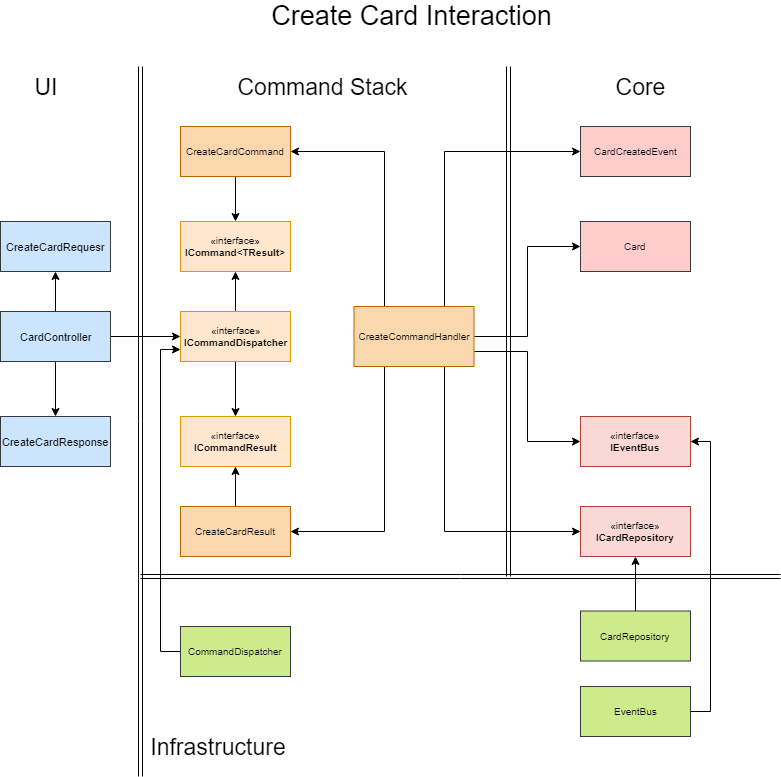 Create Card Interaction
UI
Command Stack
Core
CreateCardCommand
CardCreatedEvent
CreateCardRequesr
«interface»
ICommand<TResult>
Card
CardController
«interface»
ICommandDispatcher
CreateCommandHandler
CreateCardResponse
«interface»
ICommandResult
«interface»
IEventBus
CreateCardResult
«interface»
ICardRepository
CommandDispatcher
CardRepository
EventBus
Infrastructure